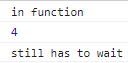 in function
4
still has to wait